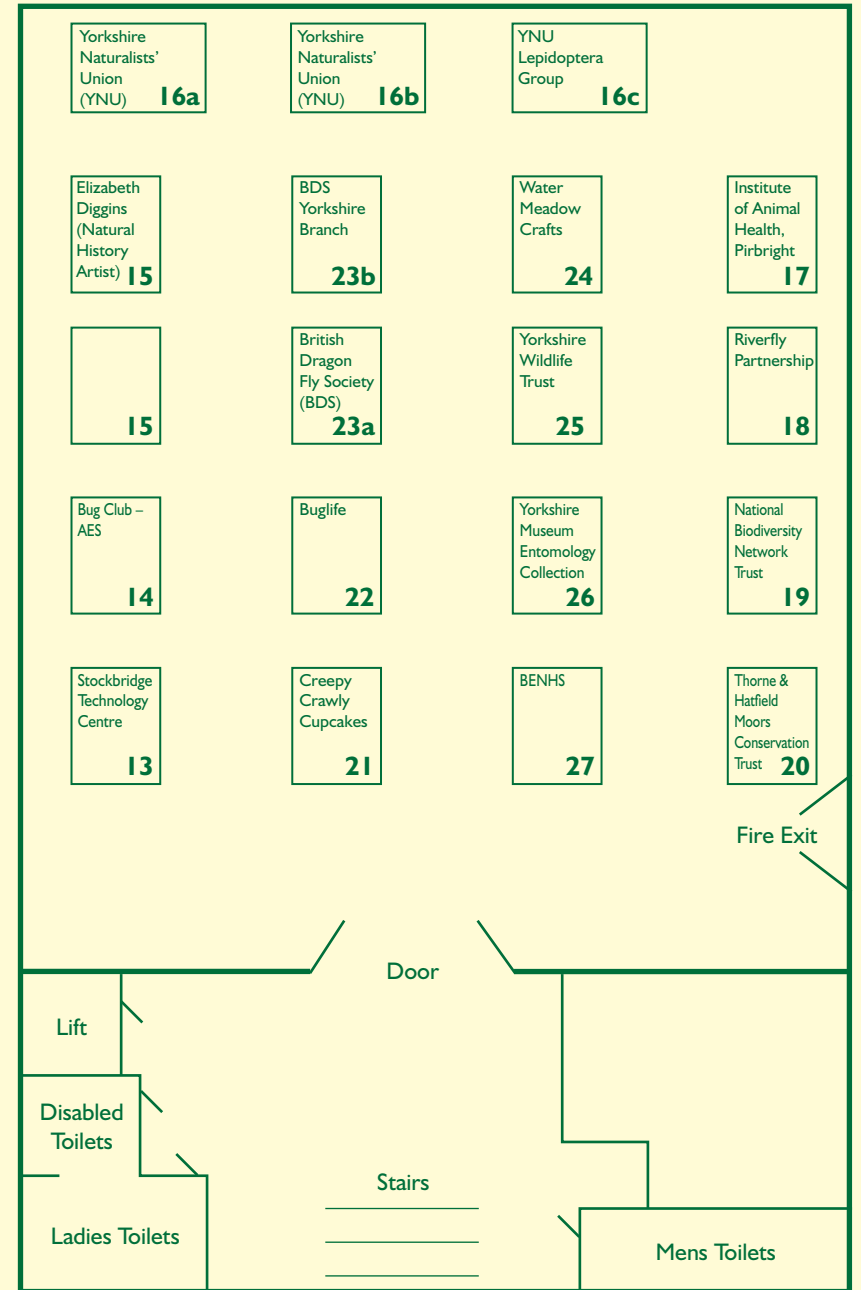 Yorkshire
Naturalists’
Union
(YNU) 16a
Yorkshire
Naturalists’
Union
(YNU) 16b
YNU
Lepidoptera
Group
16c
Elizabeth
Diggins
(Natural
History
Artist) 15
BDS
Yorkshire
Branch
23b
Water
Meadow
Crafts
24
Institute
of Animal
Health,
Pirbright
17
15
British
Dragon
Fly Society
(BDS)
23a
Yorkshire
Wildlife
Trust
25
Riverfly
Partnership
18
Bug Club –
AES
14
Buglife
22
Yorkshire
Museum
Entomology
Collection
26
National
Biodiversity
Network
Trust
19
Stockbridge
Technology
Centre
13
Creepy
Crawly
Cupcakes
21
BENHS
27
Thorne &
Hatfield
Moors
Conservation
Trust 20
Fire Exit
Door
Lift
Disabled
Toilets
Stairs
Ladies Toilets
Mens Toilets